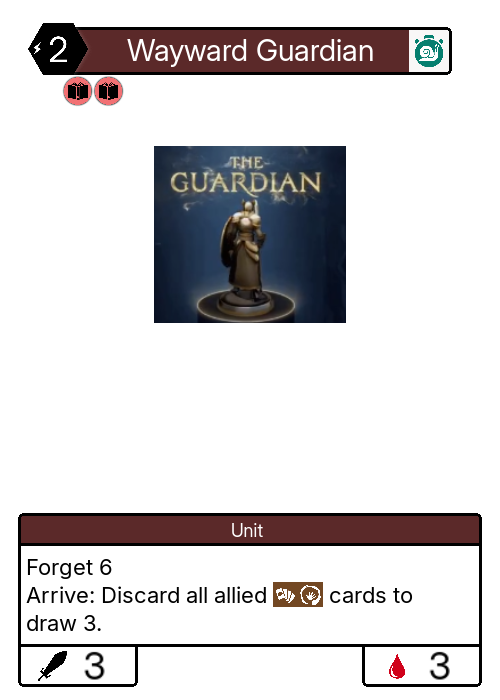 2
Wayward Guardian
THE
GUARDIAN
Unit
Forget 6
Arrive: Discard all allied cards to
draw 3.
3
3